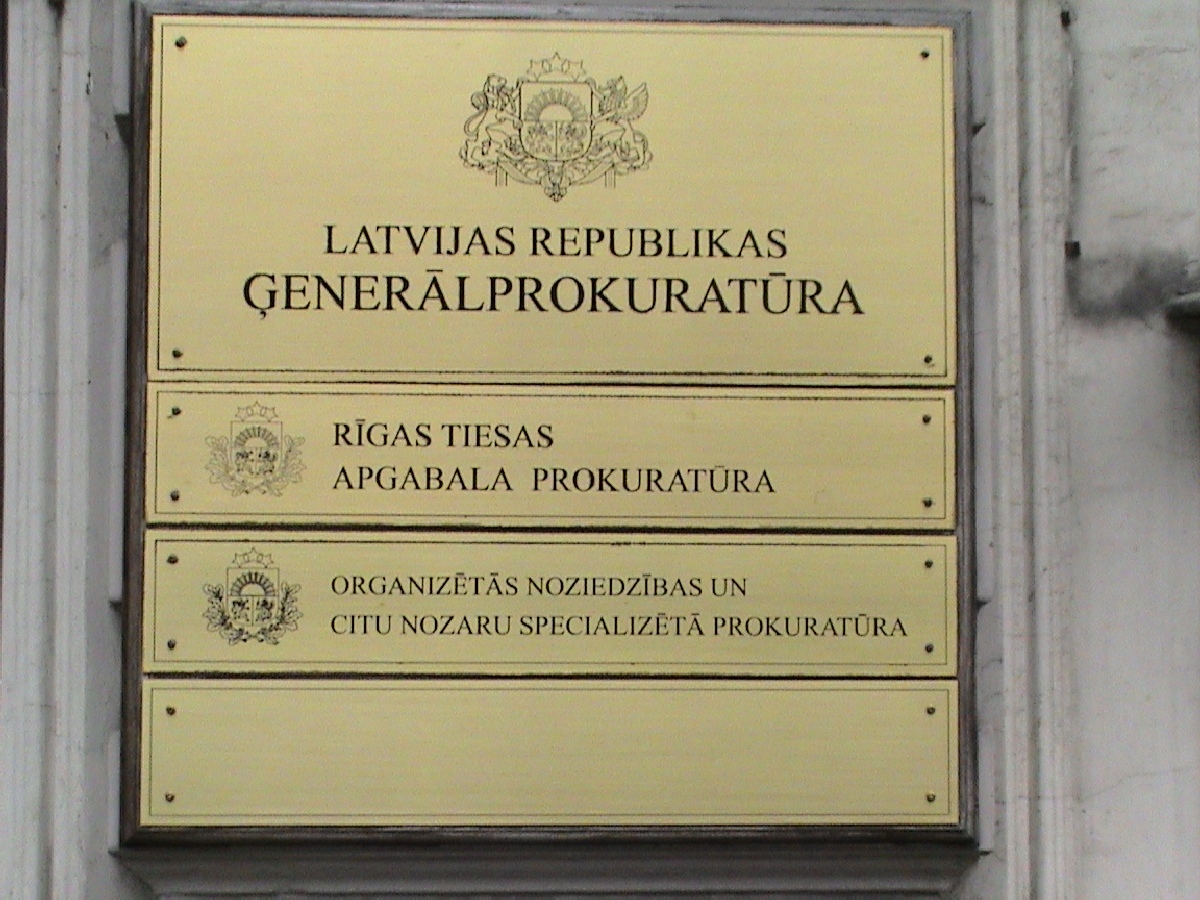 LATVIJAS REPUBLIKAS
ĢENERĀLPROKURATŪRA
RĪGAS TIESAS
APGABALA PROKURATŪRA
ORGANIZĒTĀS NOZIEDZĪBAS UN
CITU NOZARU SPECIALIZĒTĀ PROKURATŪRA